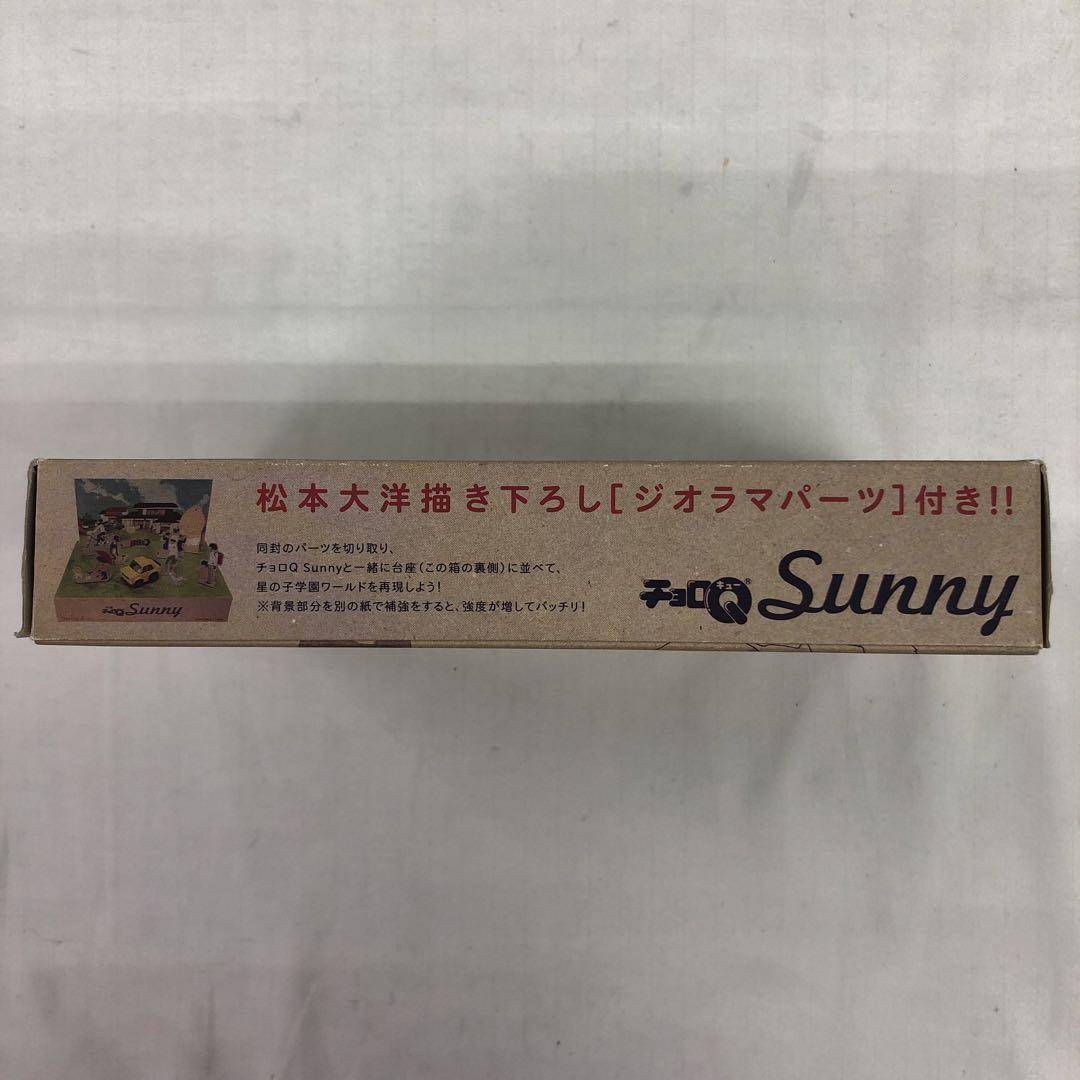 松本大洋描き下ろし[ジオラマパーツ]付き!!
同封のパーツを切り取り、
チョロQ Sunnyと一緒に台座(この箱の裏側)に並べて、
星の子学園ワールドを再現しよう!
※背景部分を別の紙で補強をすると、強度が増してバッチリ!
チョロQ キュー® Sunny
チョロQ Sunny